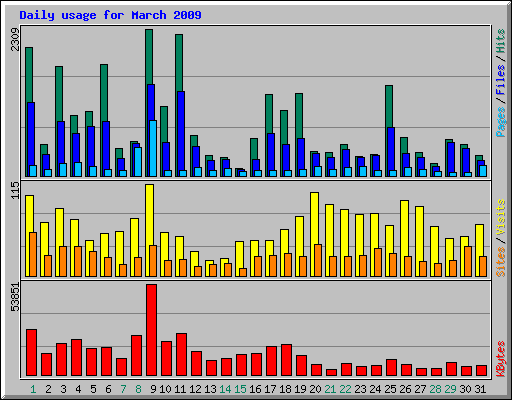 Daily usage for March 2009
2309
Pages / Files / Hits
115
Sites / Visits
53851
KBytes
1 2 3 4 5 6 7 8 9 10 11 12 13 14 15 16 17 18 19 20 21 22 23 24 25 26 27 28 29 30 31